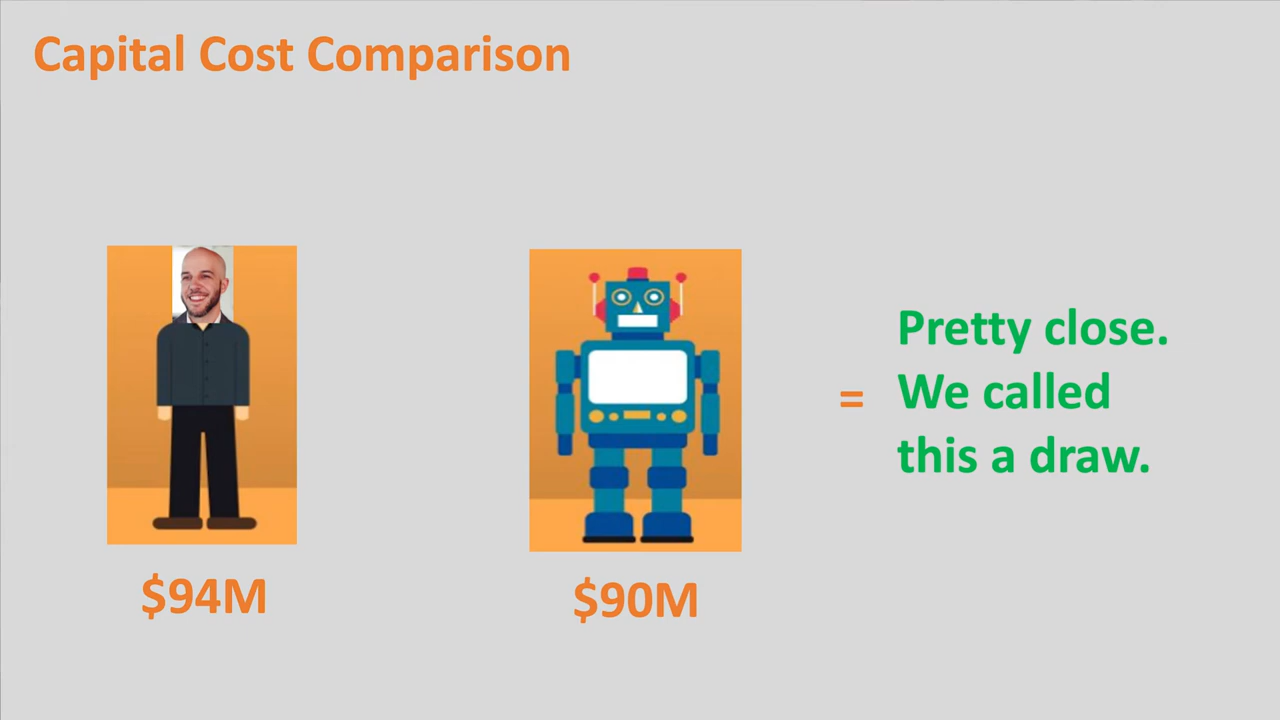 Capital Cost Comparison
$94M
$90M
=
Pretty close.
We called
this a draw.